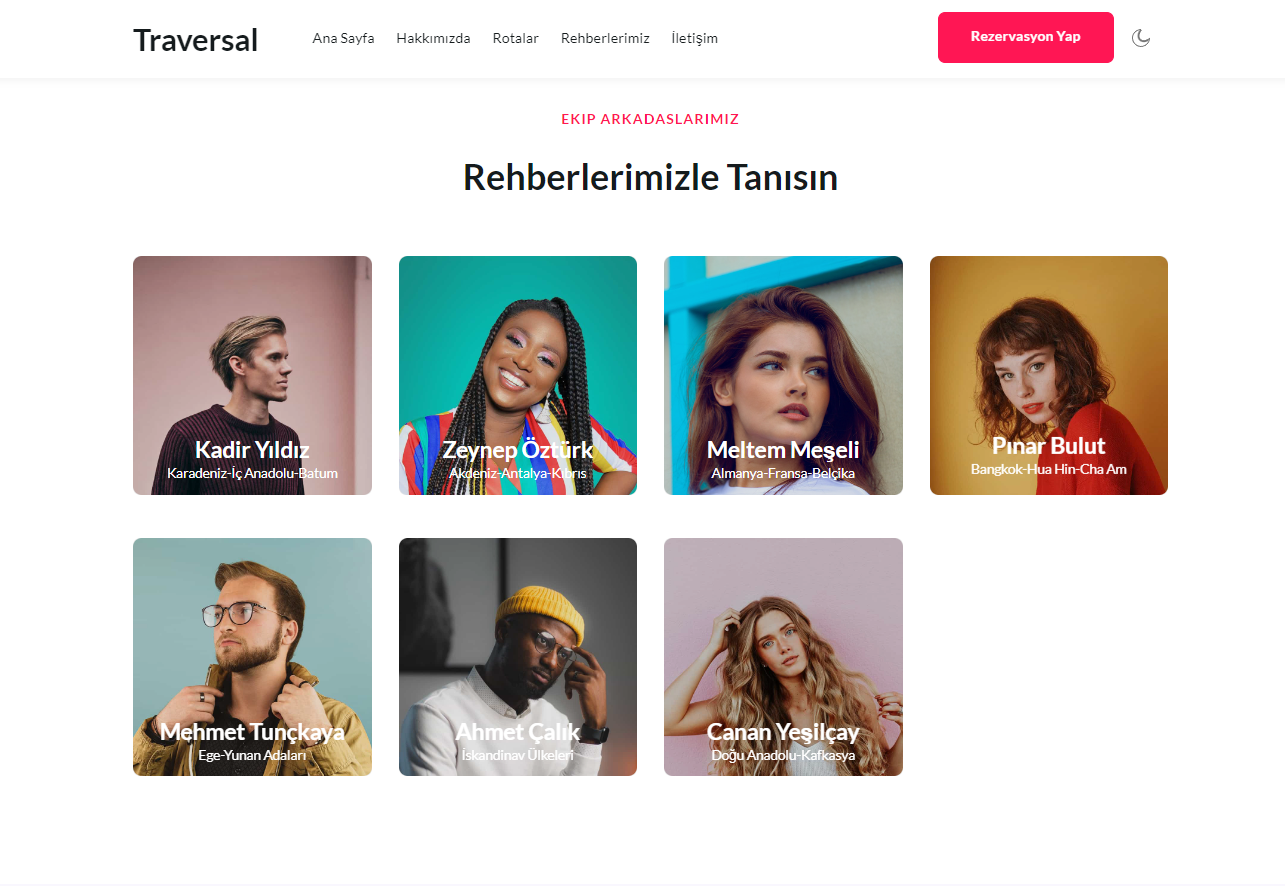 Traversal
Ana Sayfa
Hakkımızda
Rotalar
Rehberlerimiz
İletişim
Rezervasyon Yap
EKIP ARKADASLARIMIZ
Rehberlerimizle Tanısın
Kadir Yıldız
Karadeniz-İç Anadolu-Batum
Zeynep Öztürk
Akdeniz-Antalya-Kıbrıs
Meltem Meşeli
Almanya-Fransa-Belçika
Pınar Bulut
Bangkok-Hua Hin-Cha Am
Mehmet Tunçkaya
Ege-Yunan Adaları
Ahmet Çalık
İskandinav Ülkeleri
Canan Yeşilçay
Doğu Anadolu-Kafkasya